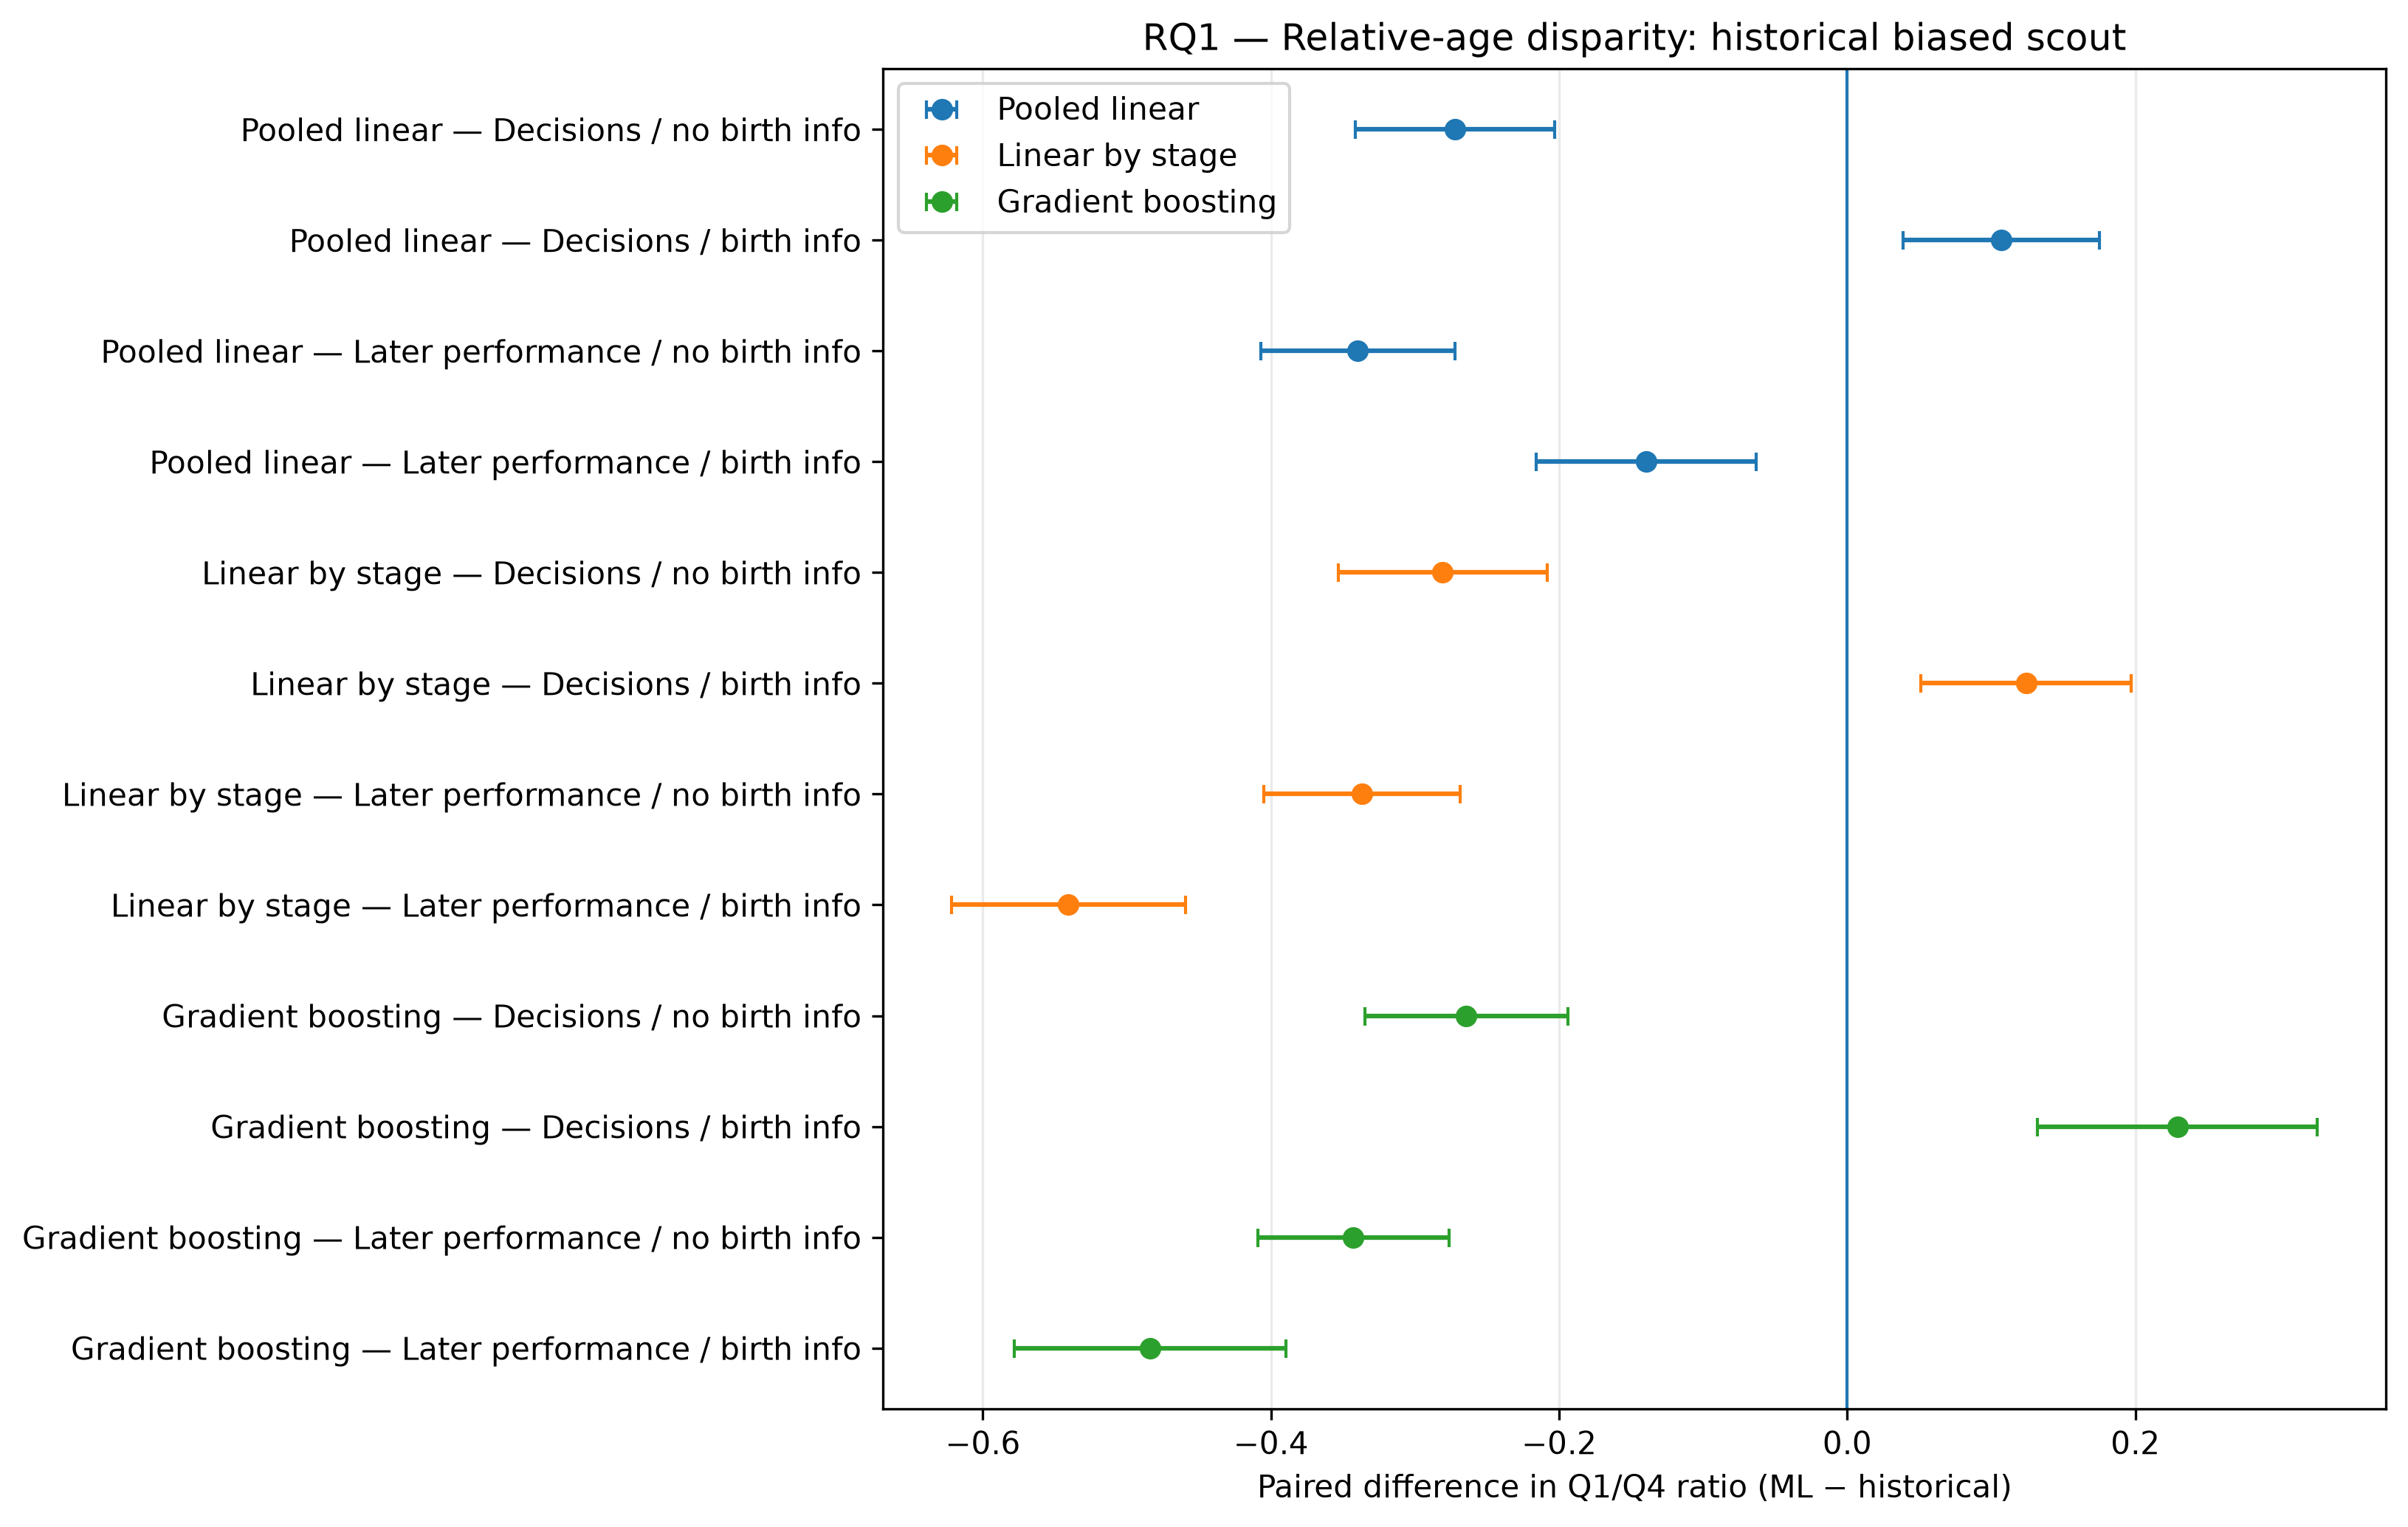 RQ1 — Relative-age disparity: historical biased scout
Pooled linear
Linear by stage
Gradient boosting
Pooled linear — Decisions / no birth info
Pooled linear — Decisions / birth info
Pooled linear — Later performance / no birth info
Pooled linear — Later performance / birth info
Linear by stage — Decisions / no birth info
Linear by stage — Decisions / birth info
Linear by stage — Later performance / no birth info
Linear by stage — Later performance / birth info
Gradient boosting — Decisions / no birth info
Gradient boosting — Decisions / birth info
Gradient boosting — Later performance / no birth info
Gradient boosting — Later performance / birth info
−0.6 −0.4 −0.2 0.0 0.2
Paired difference in Q1/Q4 ratio (ML − historical)